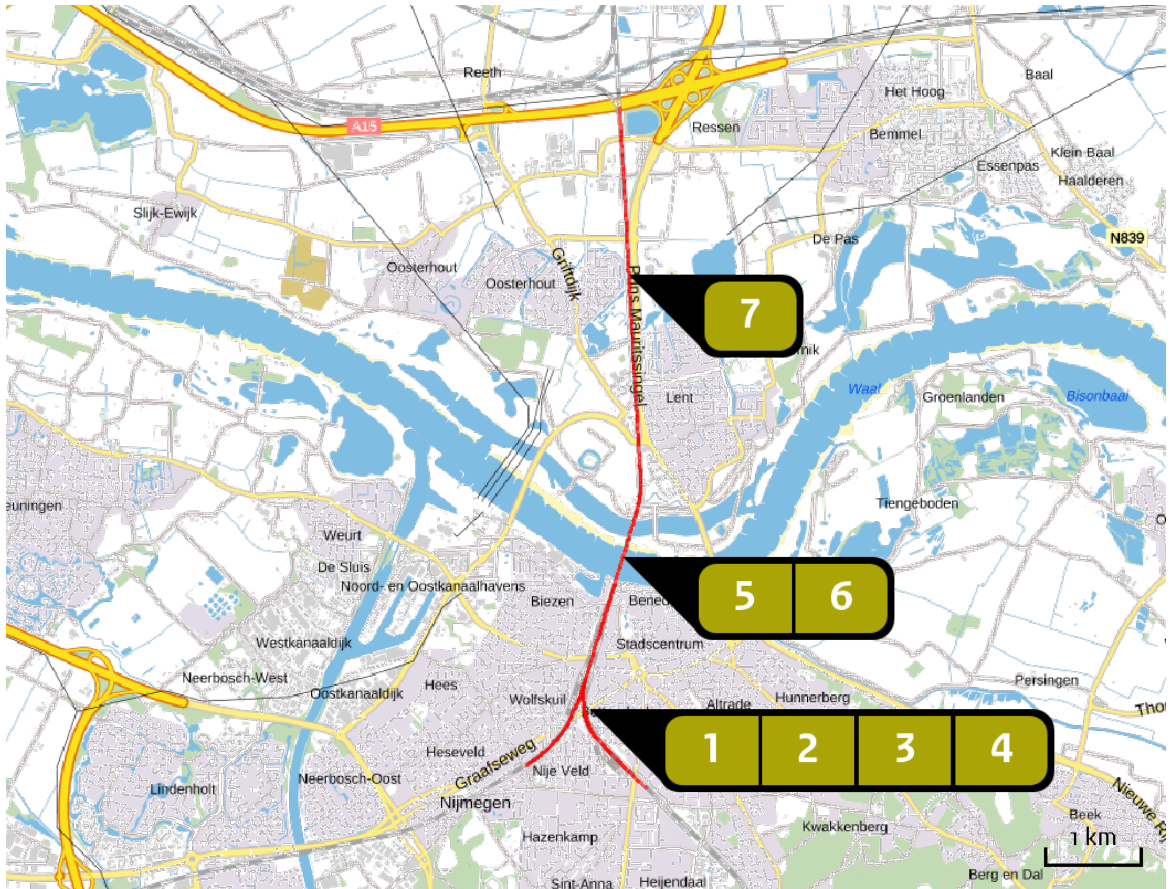 Reeth
Baal
Het Hoog
A15
Ressen
Bemmel
Klein-Baal
Essenpas
Haalderen
Slijk-Ewijk
De Pas
N839
Oosterhout
Griftdijk
Oosterhout
Prins Mauritssingel
7
Waal
Lent
Groenlanden
Bisonbaai
Tiengeboden
Weurt
De Sluis
Noord- en Oostkanaalhavens
Biezen
5 6
Stadscentrum
Westkanaaldijk
Neerbosch-West
Hees
Oostkanaaldijk
Wolfskuil
Altrade
Hunnerberg
Persingen
1 2 3 4
Heseveld
Graafseweg
Nije Veld
Neerbosch-Oost
Lindenholt
Nijmegen
Hazenkamp
Kwakkenberg
Beek
1 km
Sint-Anna
Heijendaal
Berg en Dal